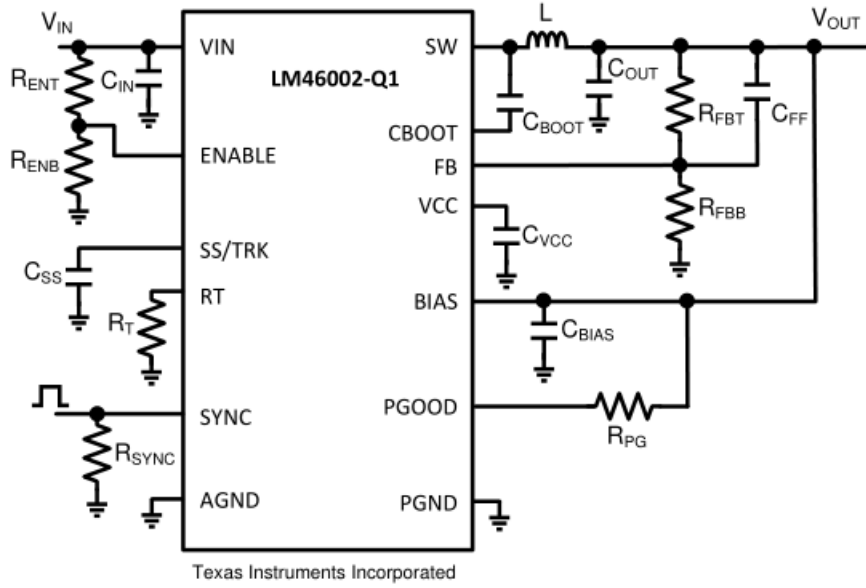 VIN
VOUT
L
VIN
SW
LM46002-Q1
RENT
CIN
COUT
RFBT
CFF
CBOOT
CBOOT
RENB
ENABLE
FB
VCC
RFBB
CVCC
SS/TRK
CSS
RT
BIAS
RT
CBIAS
SYNC
PGOOD
RSYNC
RPG
AGND
PGND
Texas Instruments Incorporated